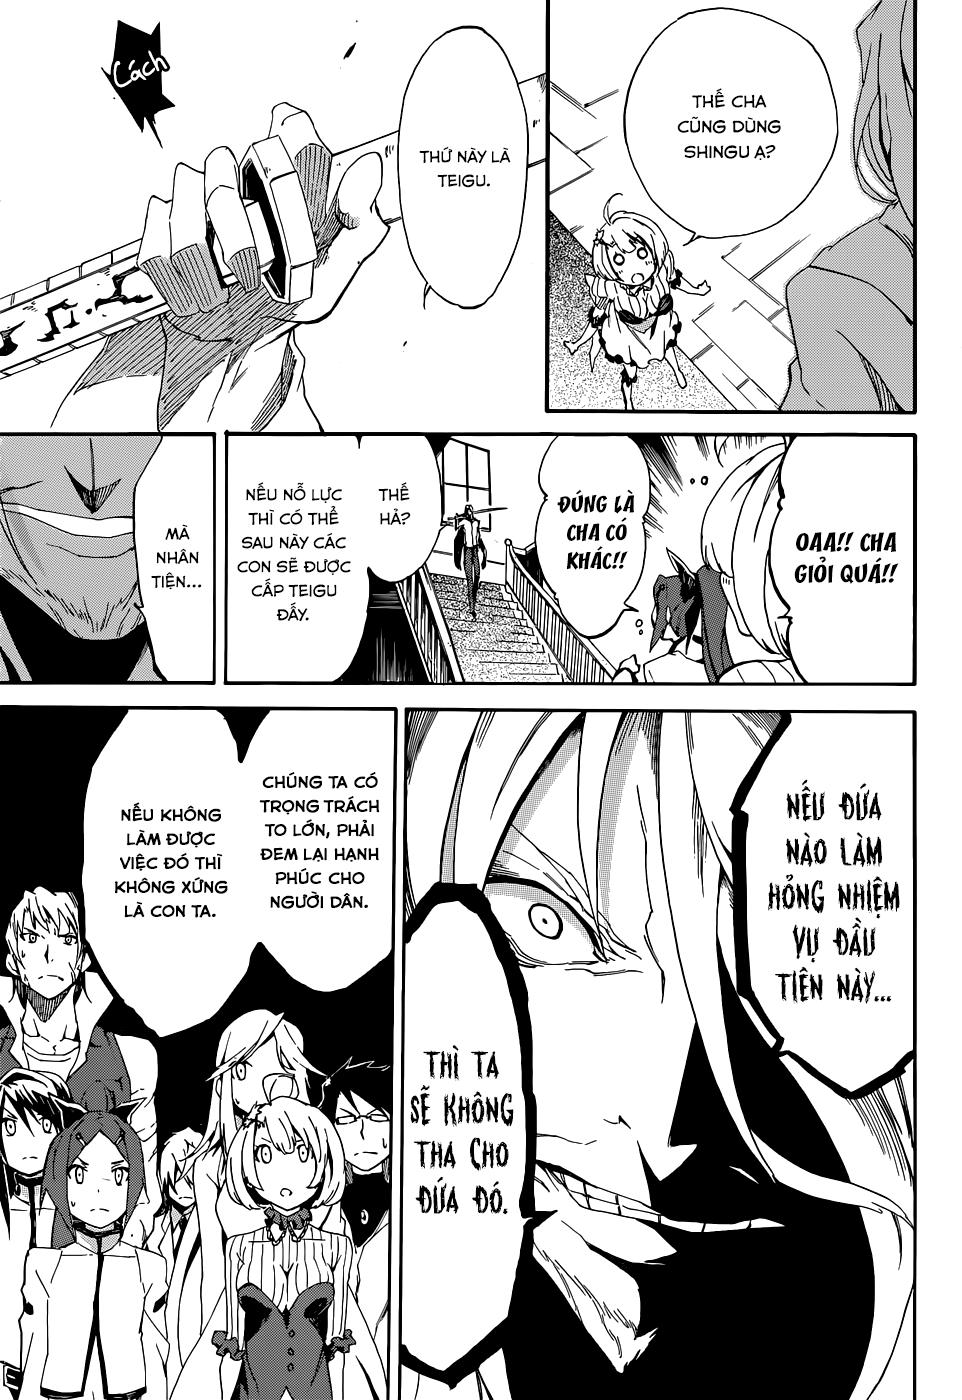 THẾ CHA
CŨNG DÙNG
SHINGU Ạ?
THỨ NÀY LÀ
TEIGU.
Cách
OAA!! CHA
GIỎI QUÁ!!
ĐÚNG LÀ
CHA CÓ
KHÁC!!
THẾ
HẢ?
NẾU NỖ LỰC
THÌ CÓ THỂ
SAU NÀY CÁC
CON SẼ ĐƯỢC
CẤP TEIGU
ĐẤY.
MÀ
NHÂN
TIỆN...
NẾU ĐỨA
NÀO LÀM
HỎNG NHIỆM
VỤ ĐẦU
TIÊN NÀY...
THÌ TA
SẼ KHÔNG
THA CHO
ĐỨA ĐÓ.
CHÚNG TA CÓ
TRỌNG TRÁCH
TO LỚN, PHẢI
ĐEM LẠI HẠNH
PHÚC CHO
NGƯỜI DÂN.
NẾU KHÔNG
LÀM ĐƯỢC
VIỆC ĐÓ THÌ
KHÔNG XỨNG
LÀ CON TA.